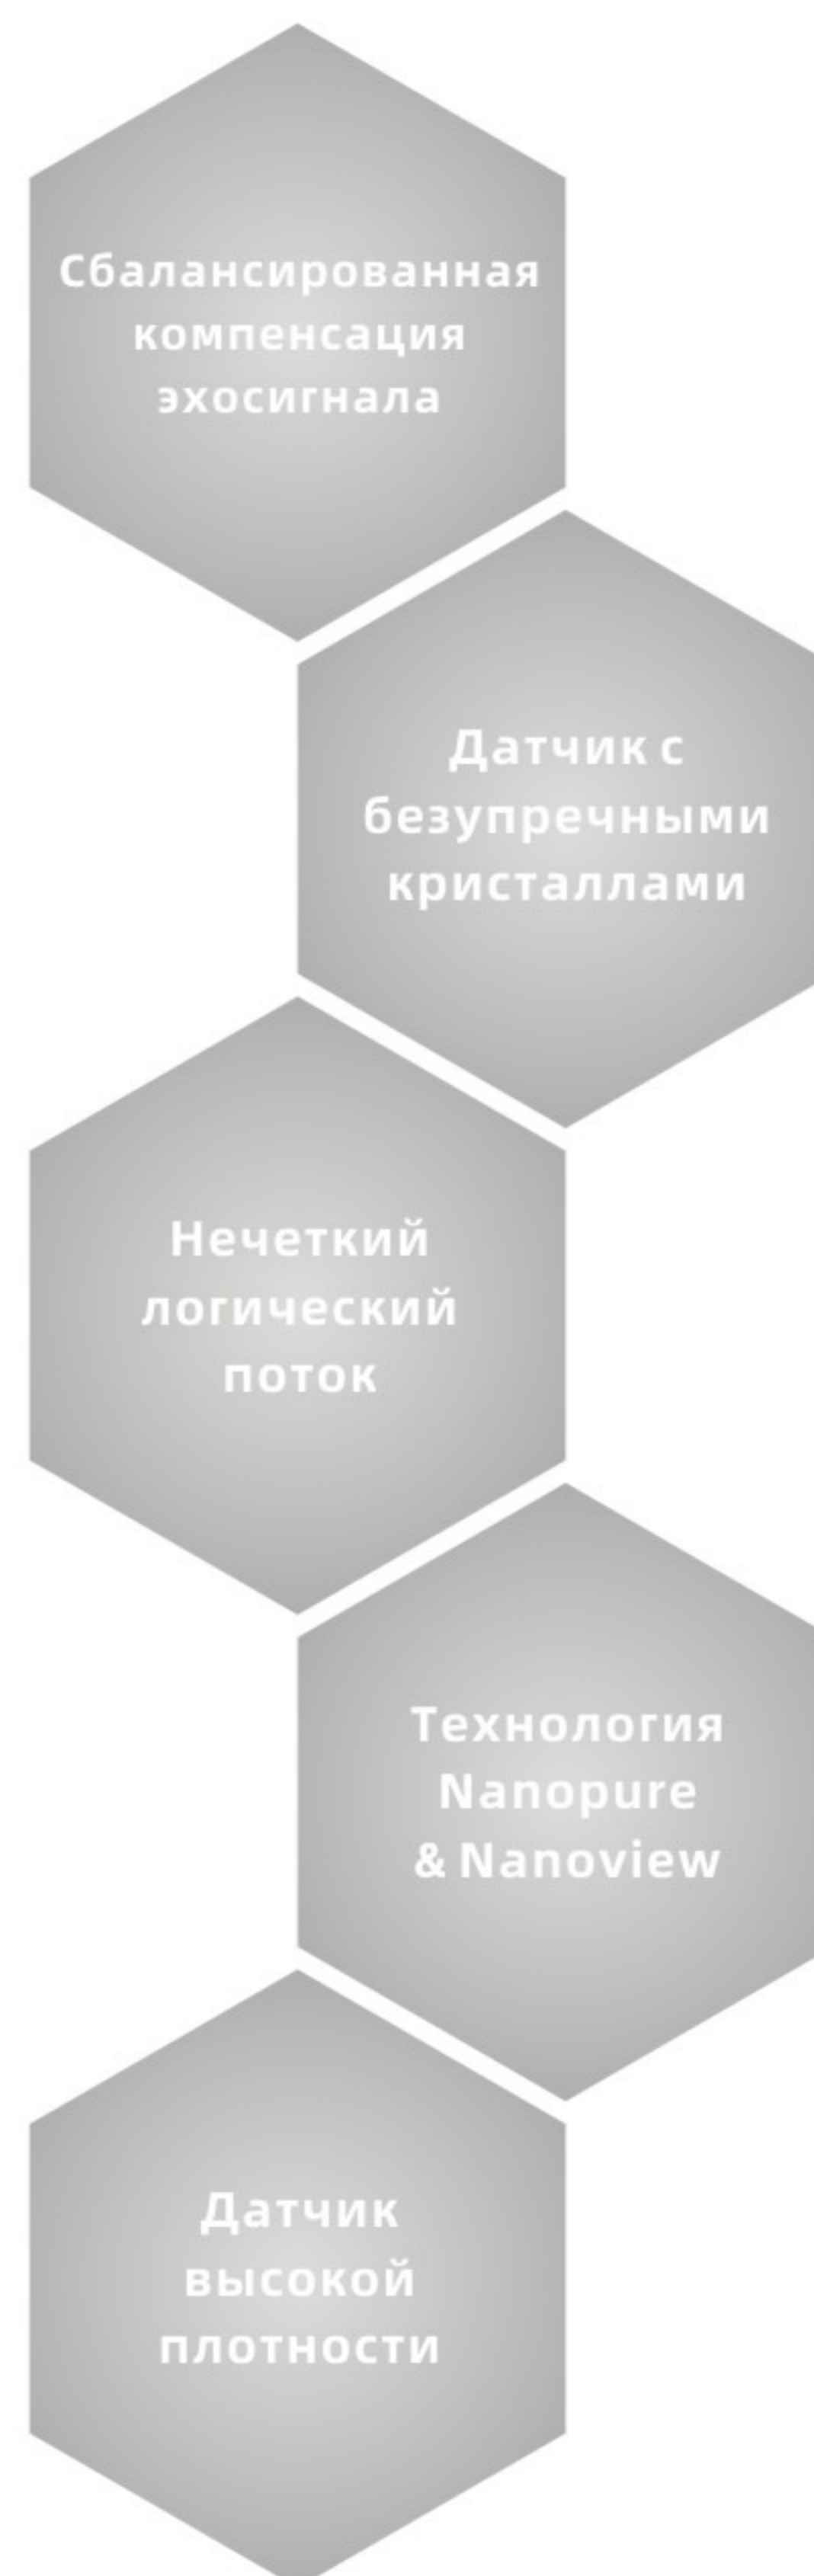 Сбалансированная
компенсация
эхосигнала
Датчик с
безупречными
кристаллами
Нечеткий
логический
поток
Технология
Nanopure
& Nanoview
Датчик
высокой
плотности